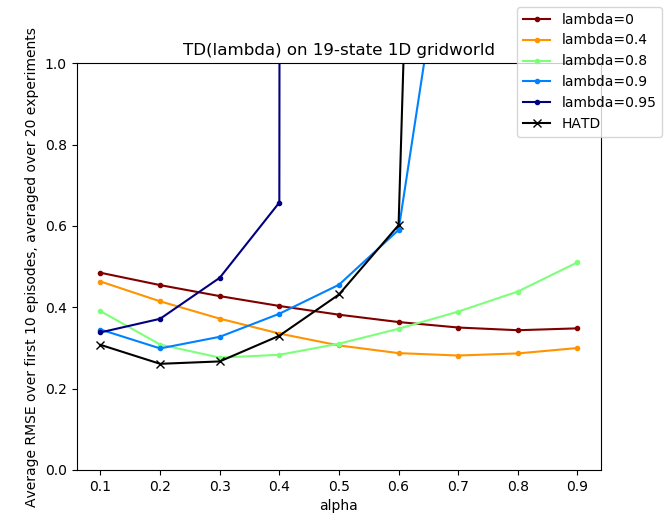 TD(lambda) on 19-state 1D gridworld
lambda=0
lambda=0.4
lambda=0.8
lambda=0.9
lambda=0.95
HATD
Average RMSE over first 10 episodes, averaged over 20 experiments
1.0
0.8
0.6
0.4
0.2
0.0
0.1 0.2 0.3 0.4 0.5 0.6 0.7 0.8 0.9
alpha